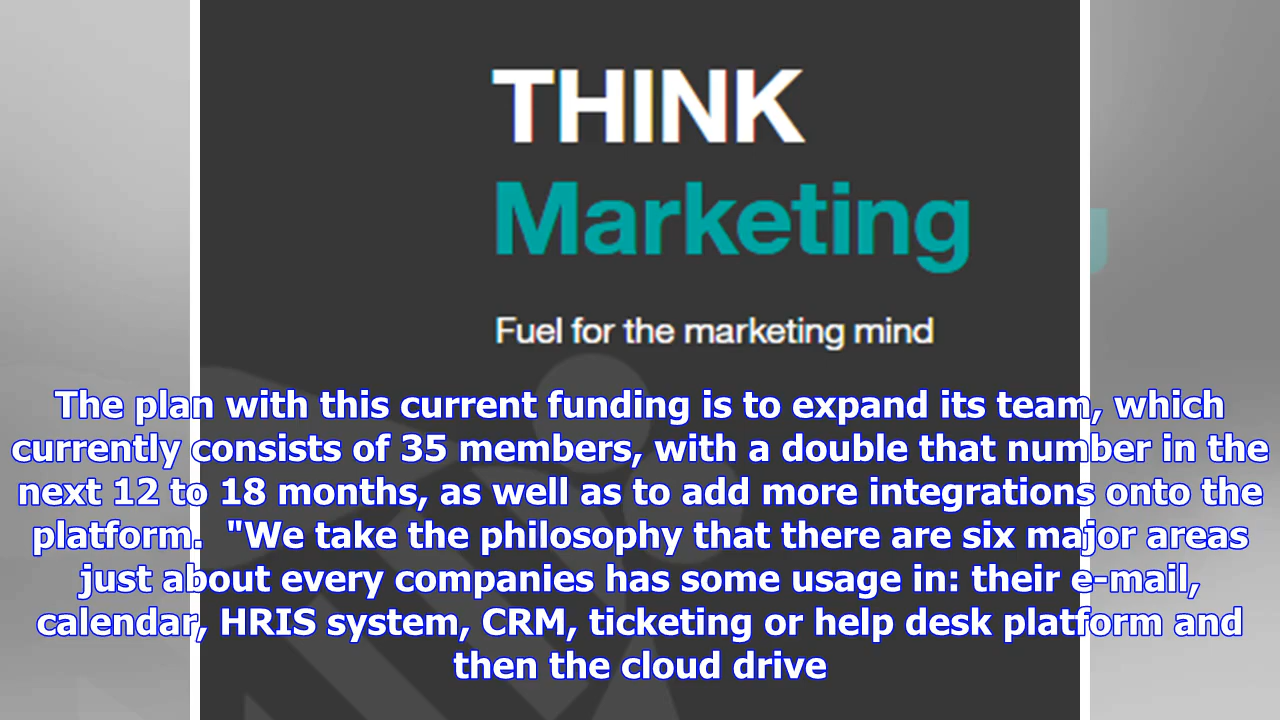 THINK
Marketing
Fuel for the marketing mind
The plan with this current funding is to expand its team, which
currently consists of 35 members, with a double that number in the
next 12 to 18 months, as well as to add more integrations onto the
platform.  "We take the philosophy that there are six major areas
just about every companies has some usage in: their e-mail,
calendar, HRIS system, CRM, ticketing or help desk platform and
then the cloud drive